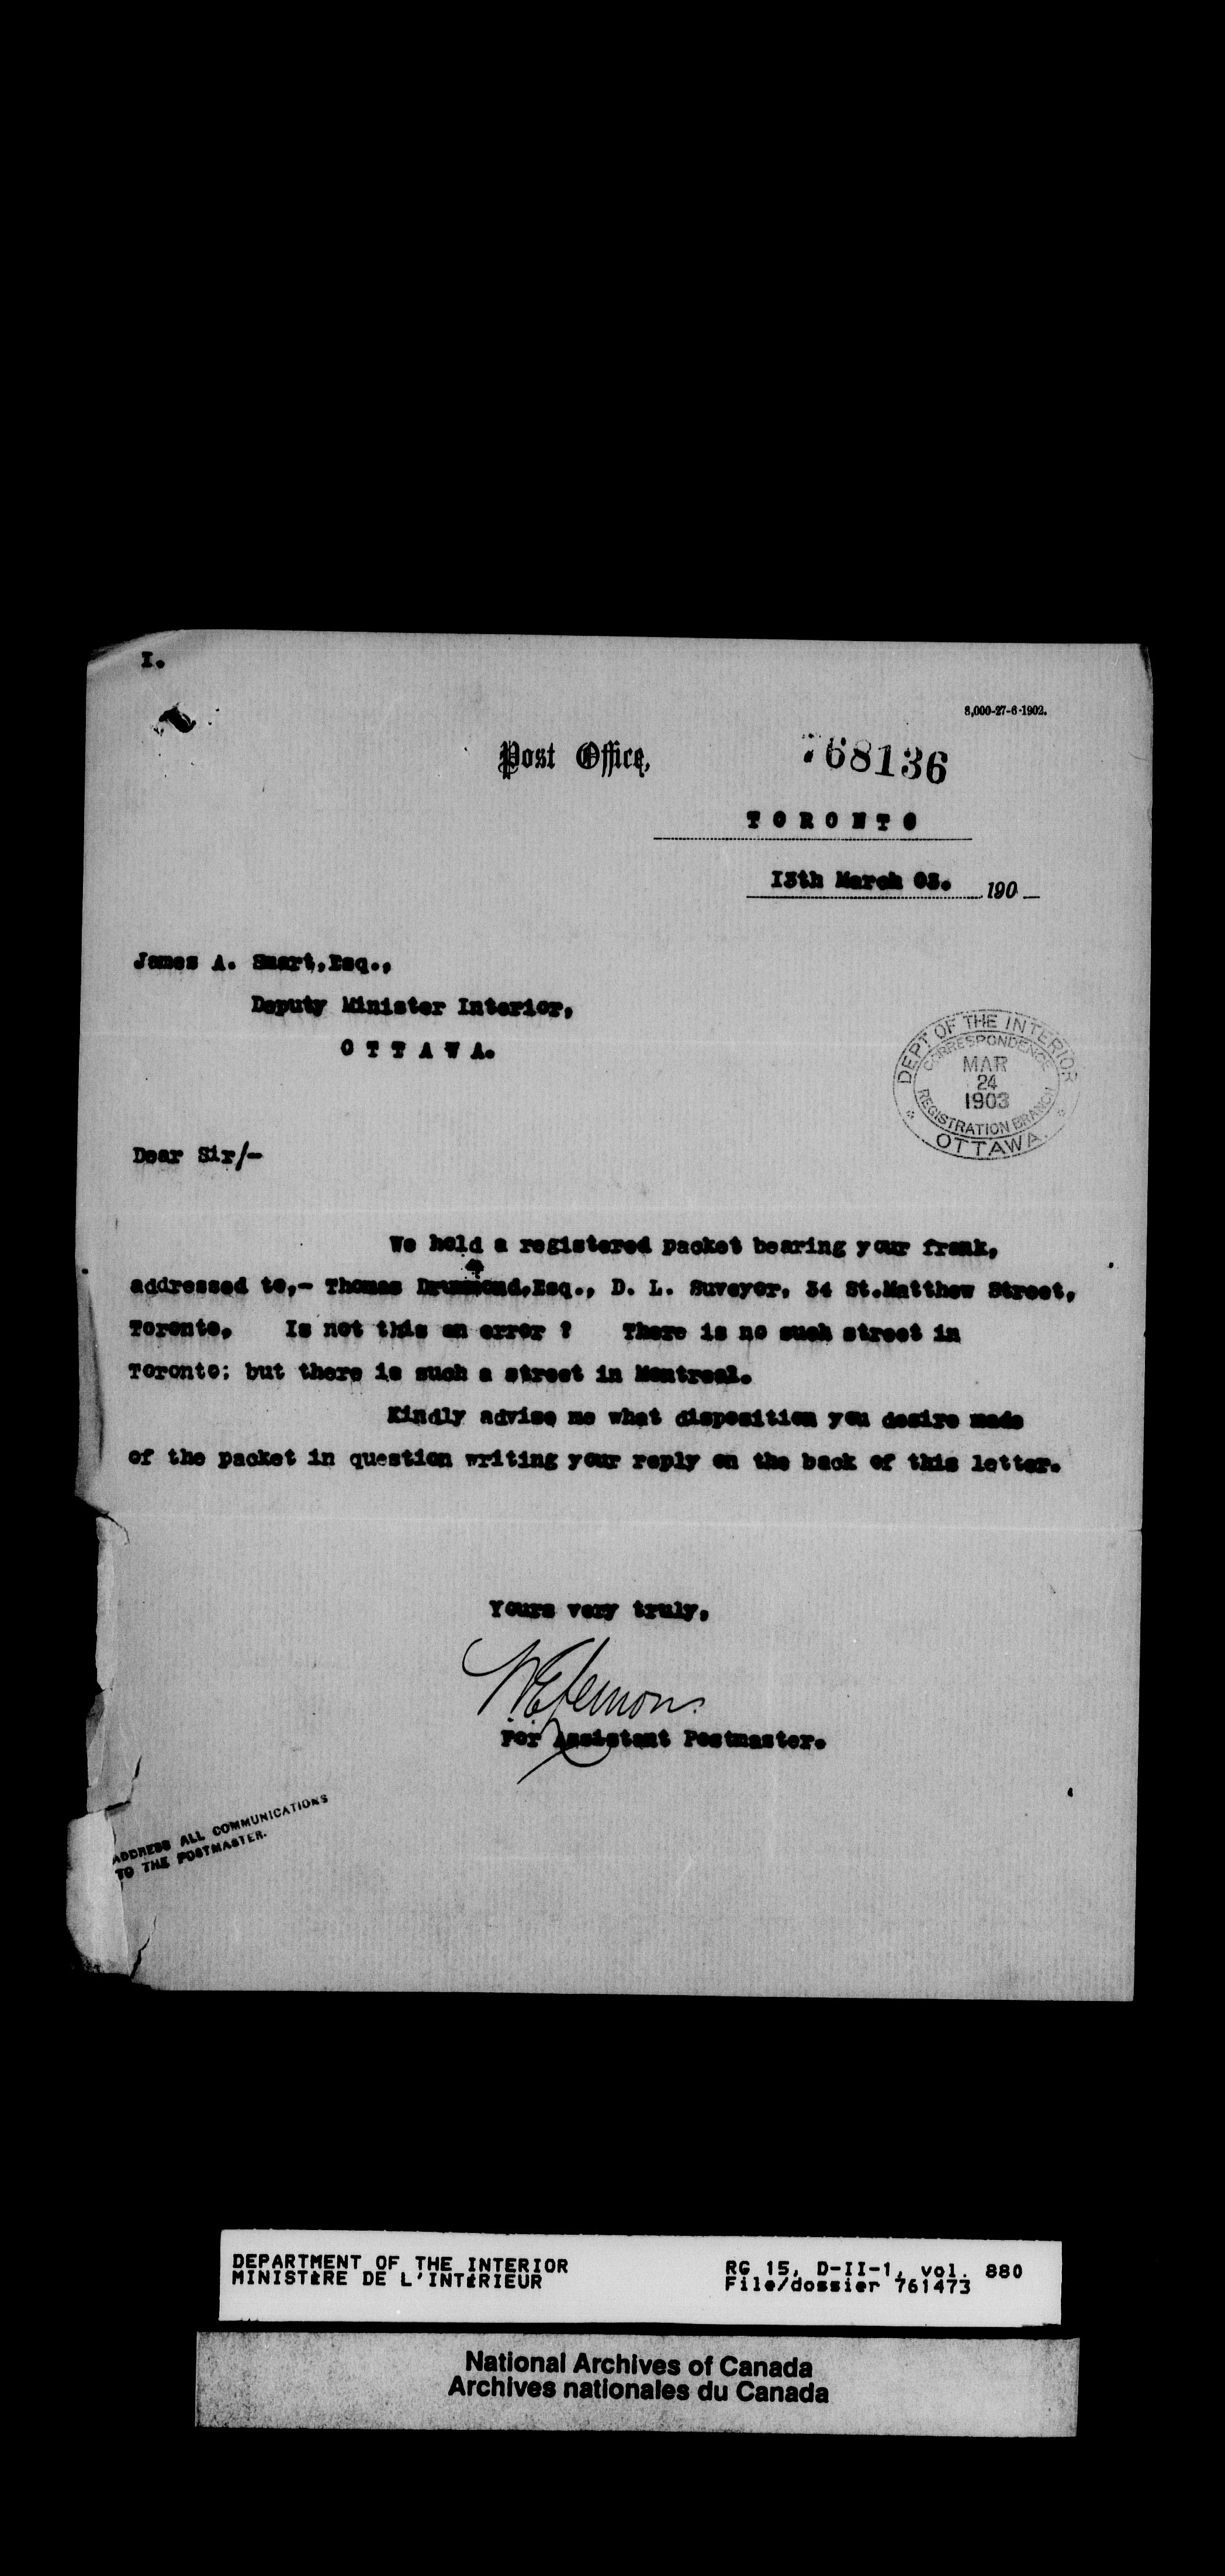 I.
8,000-27-6-1902.
Post Office,
768136
TORONTO
13th March 03. 190
James A. Smart,Esq.,
Deputy Minister Interior,
OTTAWA.
DEPT OF THE INTERIOR
CORRESPONDENCE
MAR
24
1903
REGISTRATION BRANCH
OTTAWA.
Dear Sir/-
We hold a registered packet bearing your frank,
addressed to,- Thomas Drummond,Esq., D. L. Suveyor, 34 St.Matthew Street,
Toronto, Is not this an error ? There is no such street in
Toronto; but there is such a street in Montreal.
Kindly advise me what disposition you desire made
of the packet in question writing your reply on the back of this letter.
Yours very truly,
For Assistant Postmaster.
ADDRESS ALL COMMUNICATIONS
TO THE POSTMASTER.
DEPARTMENT OF THE INTERIOR
MINISTÈRE DE L'INTÉRIEUR
RG 15, D-II-1, vol. 880
File/dossier 761473
National Archives of Canada
Archives nationales du Canada